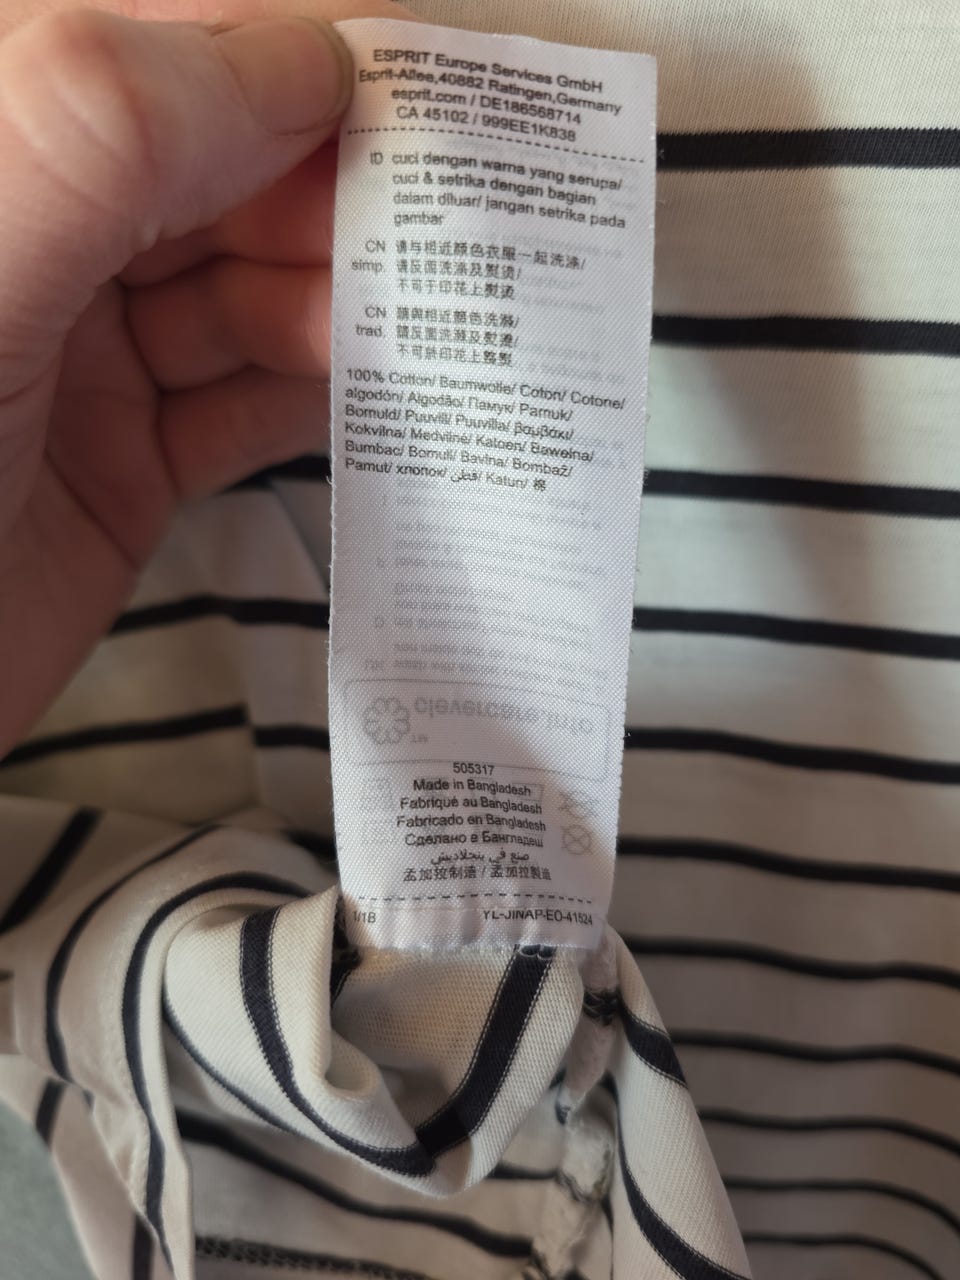 ESPRIT Europe Services GmbH
Esprit-Allee,40882 Ratingen,Germany
esprit.com / DE186568714
CA 45102 / 999EE1K838
ID cuci dengan warna yang serupa/
cuci & setrika dengan bagian
dalam diluar/ jangan setrika pada
gambar
CN 请与相近颜色衣服一起洗涤/
simp. 请反面洗涤及熨烫/
不可于印花上熨烫
CN 請與相近顏色洗滌/
trad. 請反面洗滌及熨燙/
不可於印花上熨
100% Cotton/ Baumwolle/ Coton/ Cotone/
algodón/ Algodão/ Памук/ Pamuk/
Bomuld/ Puuvill/ Puuvilla/ βαμβάκι/
Kokvilna/ Medvilnė/ Katoen/ Bawełna/
Bumbac/ Bomull/ Bavlna/ Bombaž/
Pamut/ хлопок/ قطن/ Katun/ 棉
clevercare.info
TM
505317
Made in Bangladesh
Fabriqué au Bangladesh
Fabricado en Bangladesh
Сделано в Бангладеш
صنع في بنجلاديش
孟加拉制造 / 孟加拉製造
1/1B YL-JINAP-EO-41524